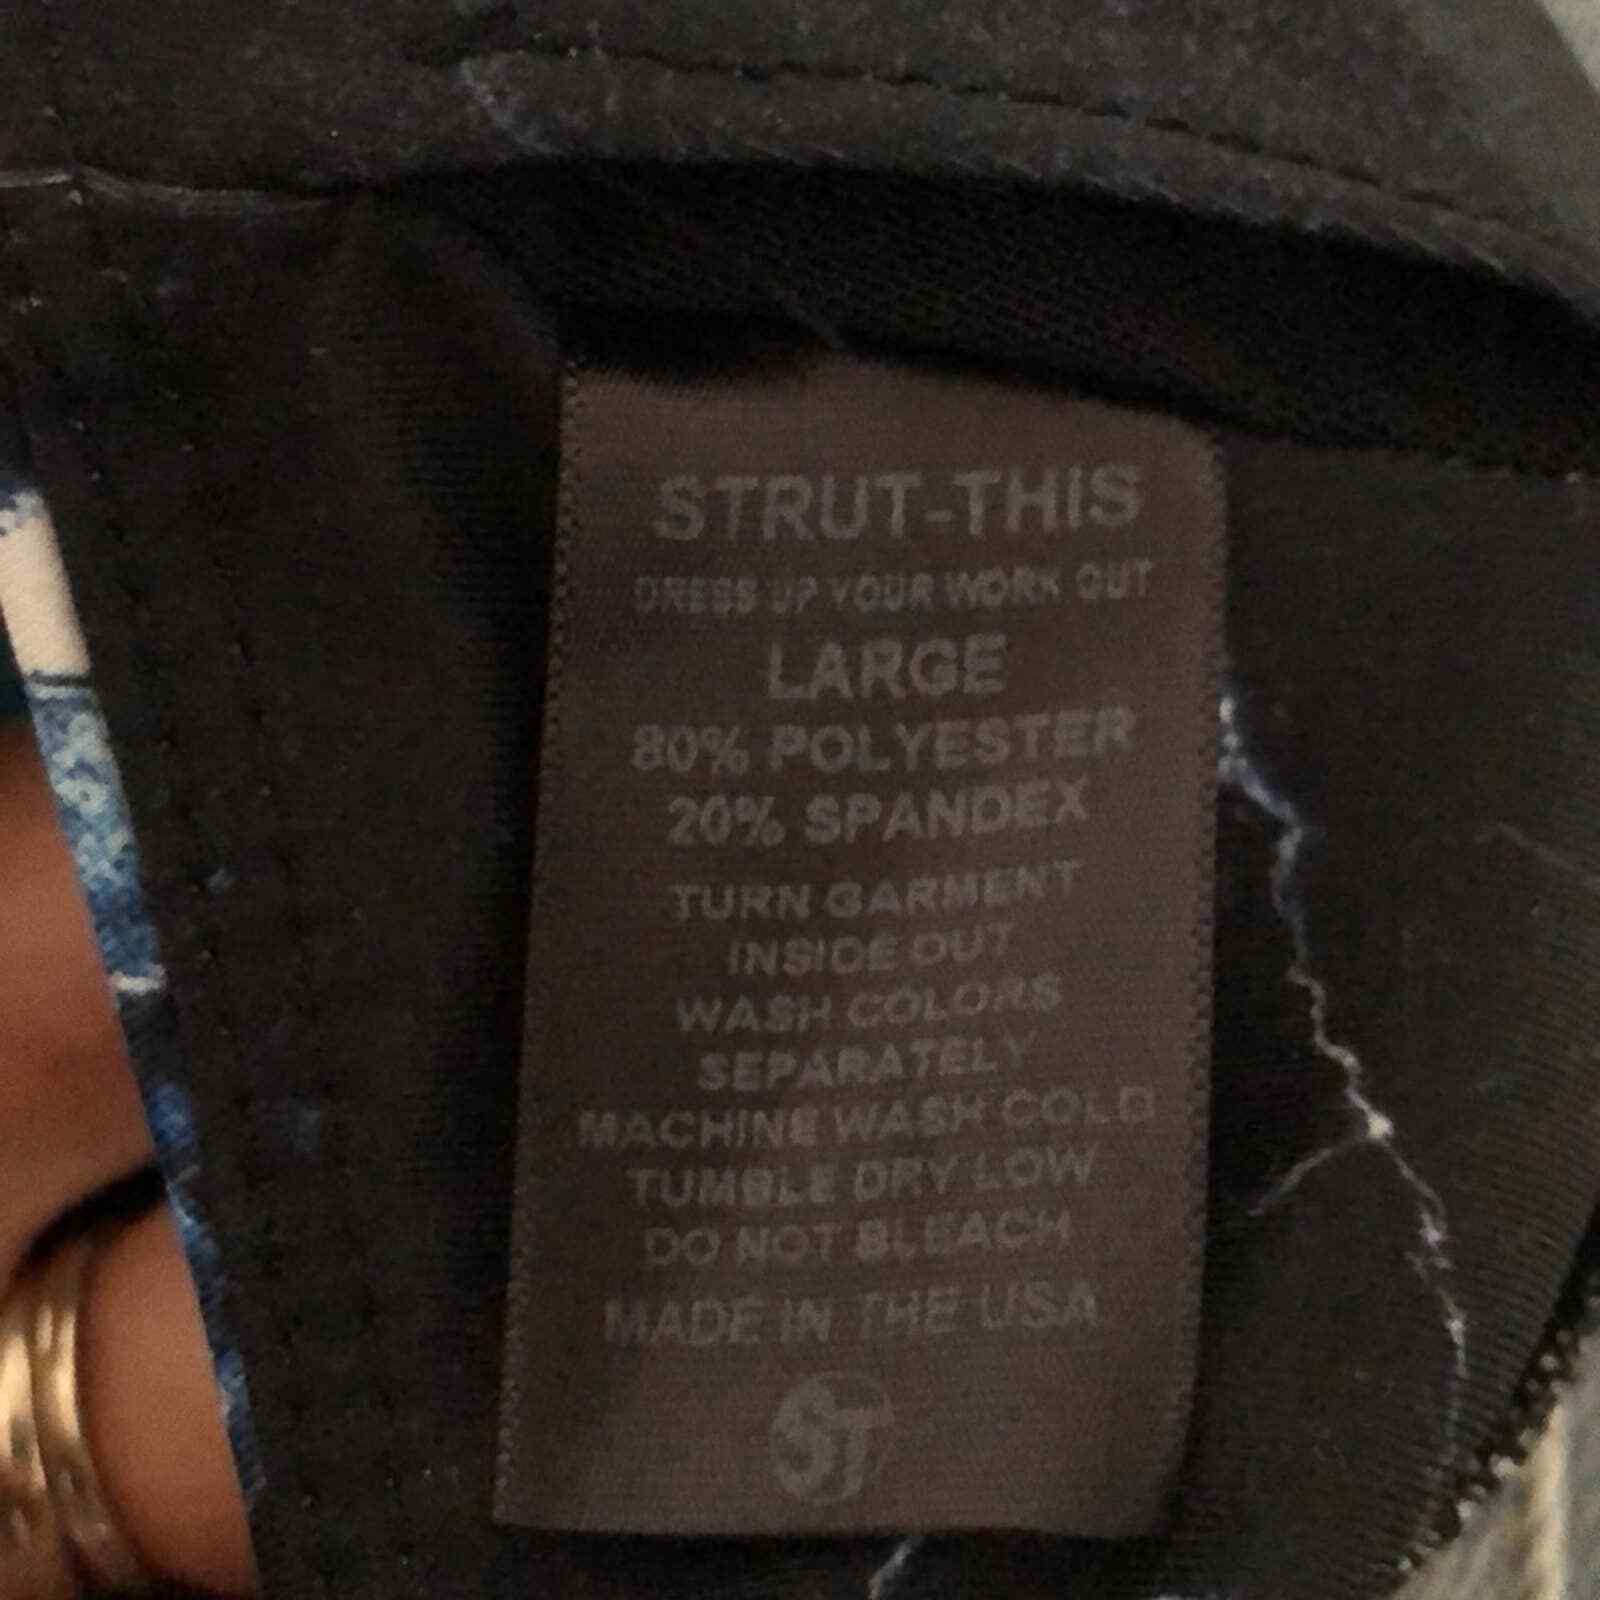 STRUT-THIS
DRESS UP YOUR WORK OUT
LARGE
80% POLYESTER
20% SPANDEX
TURN GARMENT
INSIDE OUT
WASH COLORS
SEPARATELY
MACHINE WASH COLD
TUMBLE DRY LOW
DO NOT BLEACH
MADE IN THE USA
ST